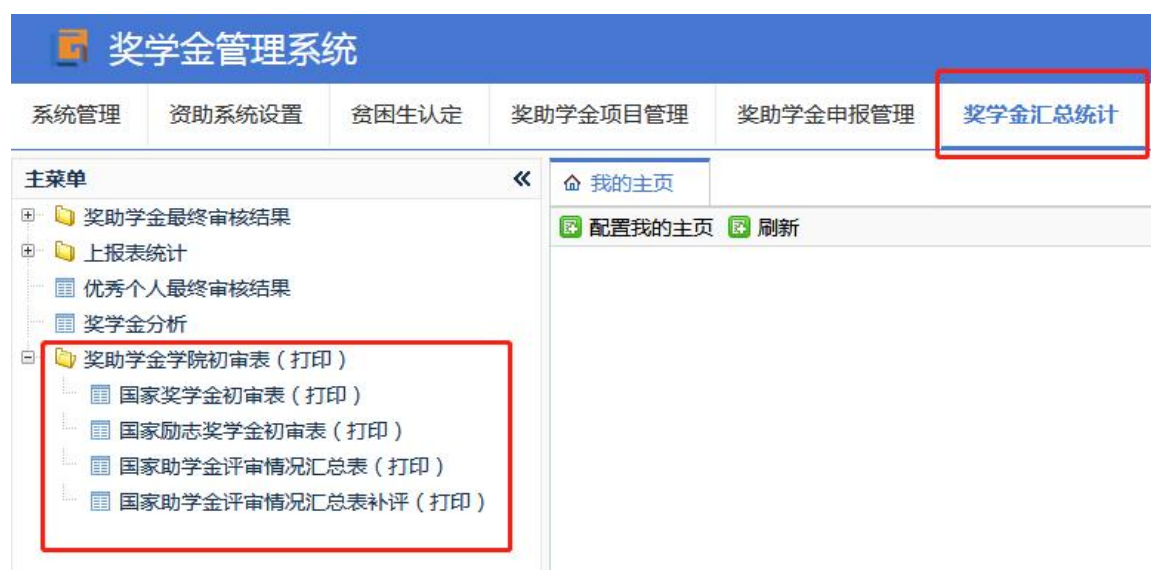 奖学金管理系统
系统管理 资助系统设置 贫困生认定 奖助学金项目管理 奖助学金申报管理 奖学金汇总统计
主菜单 «
我的主页
奖助学金最终审核结果
配置我的主页 刷新
上报表统计
优秀个人最终审核结果
奖学金分析
奖助学金学院初审表（打印）
国家奖学金初审表（打印）
国家励志奖学金初审表（打印）
国家助学金评审情况汇总表（打印）
国家助学金评审情况汇总表补评（打印）